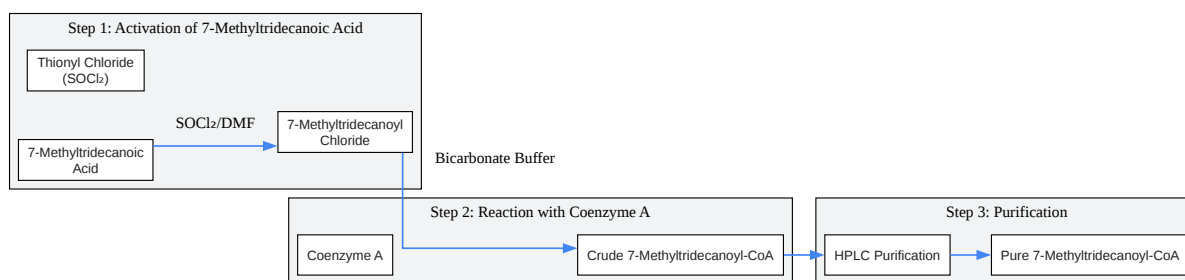 Step 1: Activation of 7-Methyltridecanoic Acid
Thionyl Chloride
(SOCl₂)
SOCl₂/DMF
7-Methyltridecanoyl
Chloride
7-Methyltridecanoic
Acid
Bicarbonate Buffer
Step 2: Reaction with Coenzyme A
Coenzyme A
Crude 7-Methyltridecanoyl-CoA
Step 3: Purification
HPLC Purification
Pure 7-Methyltridecanoyl-CoA